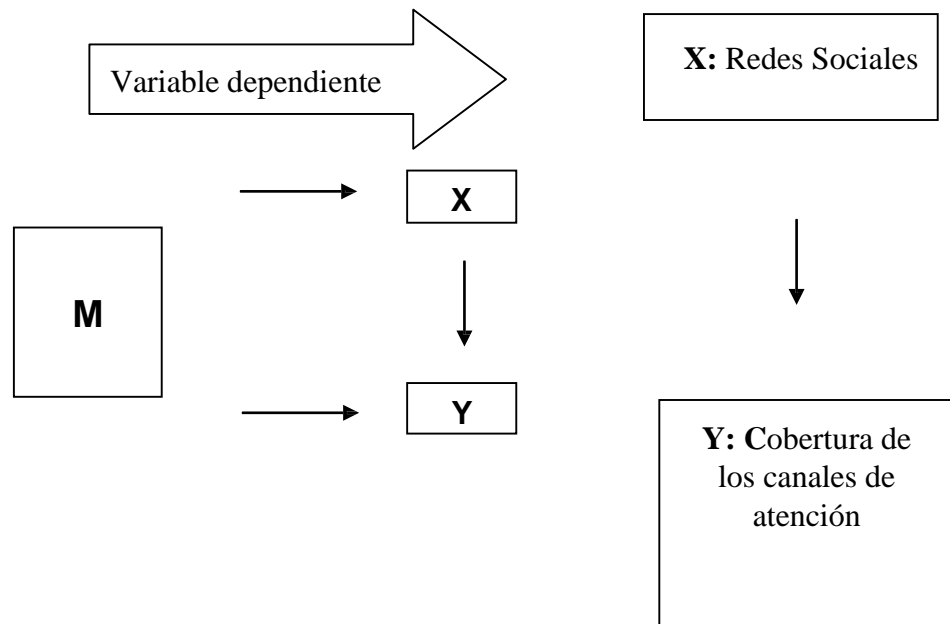 Variable dependiente
X: Redes Sociales
X
M
Y
Y: Cobertura de
los canales de
atención